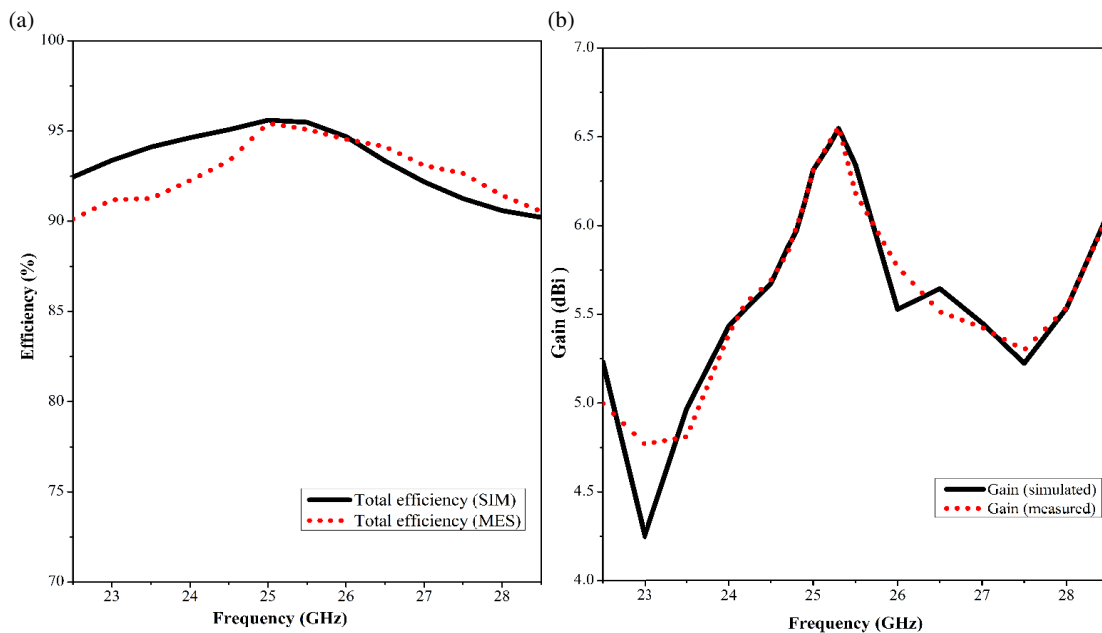 (a)
100
95
90
85
80
75
70
Efficiency (%)
Total efficiency (SIM)
Total efficiency (MES)
23 24 25 26 27 28
Frequency (GHz)
(b)
7.0
6.5
6.0
5.5
5.0
4.5
4.0
Gain (dBi )
Gain (simulated)
Gain (measured)
23 24 25 26 27 28
Frequency (GHz)